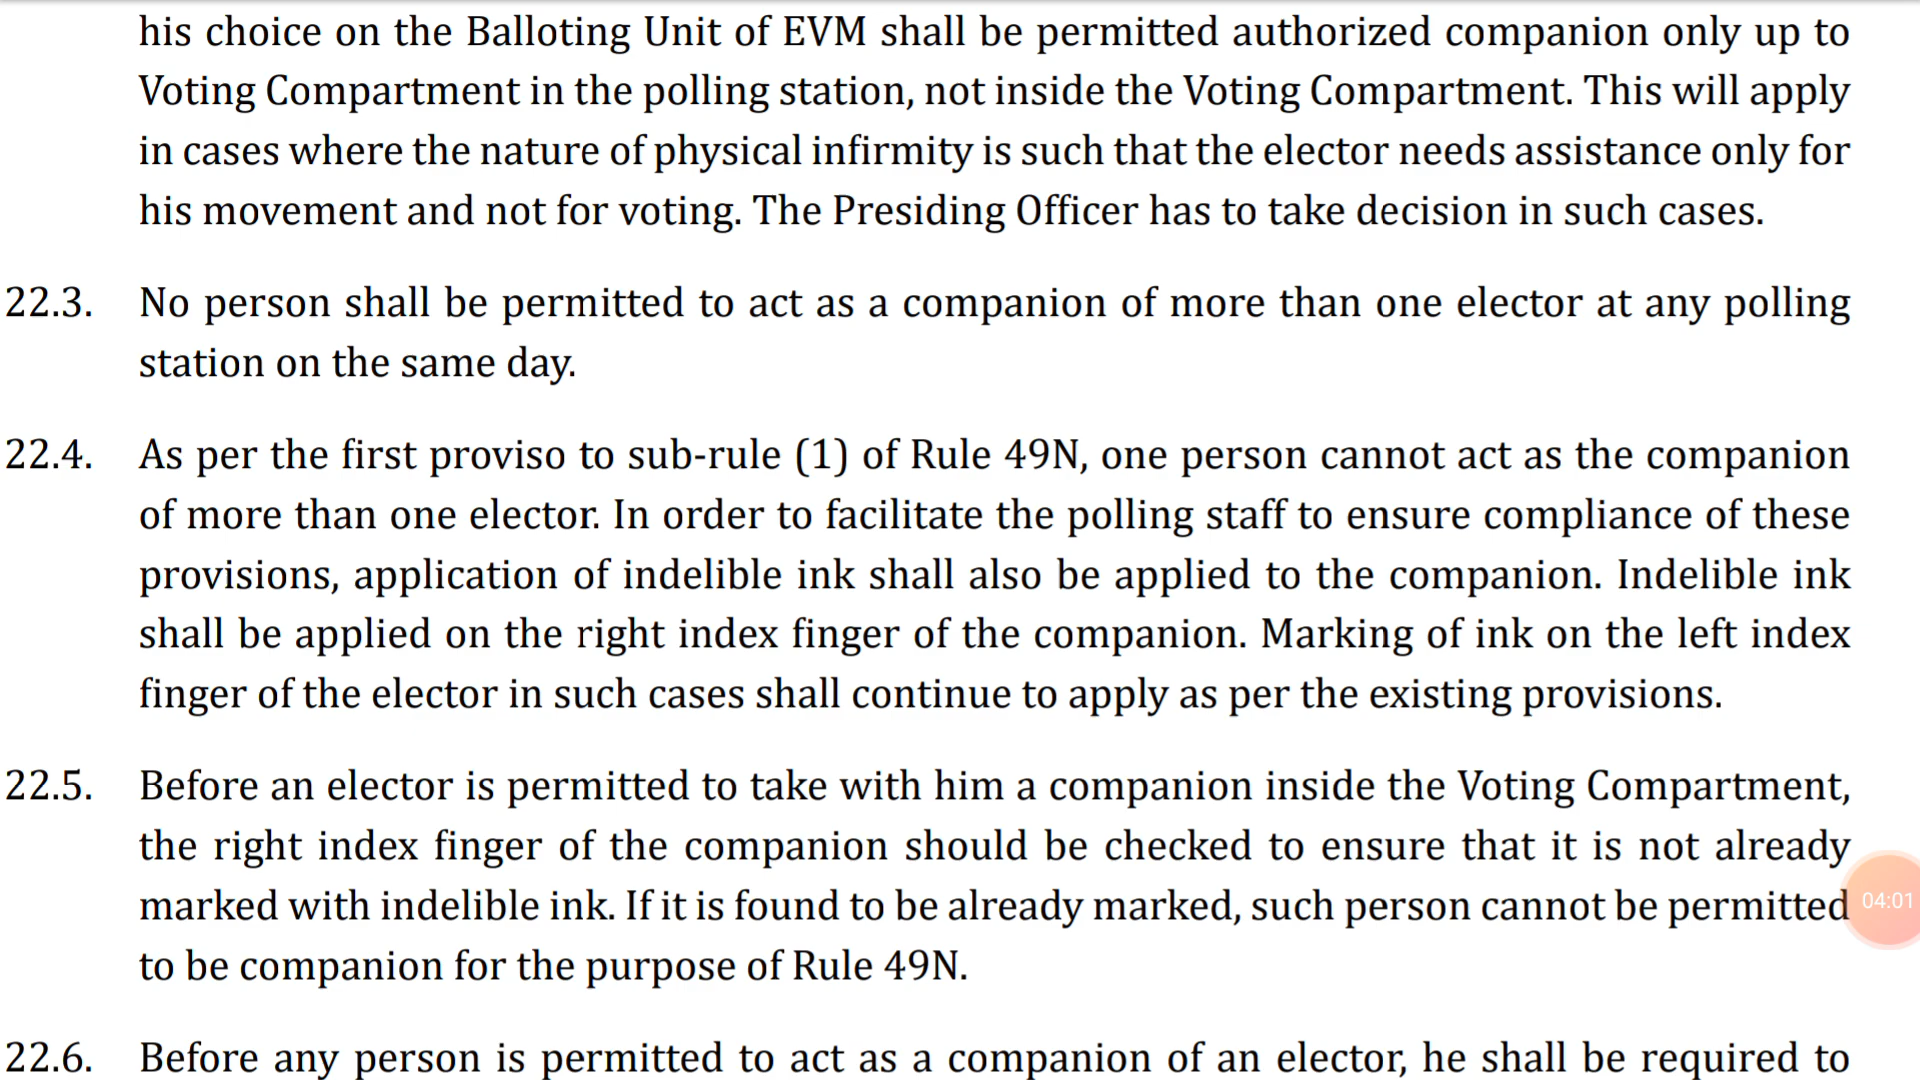 his choice on the Balloting Unit of EVM shall be permitted authorized companion only up to
Voting Compartment in the polling station, not inside the Voting Compartment. This will apply
in cases where the nature of physical infirmity is such that the elector needs assistance only for
his movement and not for voting. The Presiding Officer has to take decision in such cases.
22.3. No person shall be permitted to act as a companion of more than one elector at any polling
station on the same day.
22.4. As per the first proviso to sub-rule (1) of Rule 49N, one person cannot act as the companion
of more than one elector. In order to facilitate the polling staff to ensure compliance of these
provisions, application of indelible ink shall also be applied to the companion. Indelible ink
shall be applied on the right index finger of the companion. Marking of ink on the left index
finger of the elector in such cases shall continue to apply as per the existing provisions.
22.5. Before an elector is permitted to take with him a companion inside the Voting Compartment,
the right index finger of the companion should be checked to ensure that it is not already
marked with indelible ink. If it is found to be already marked, such person cannot be permitted
04:01
to be companion for the purpose of Rule 49N.
22.6. Before any person is permitted to act as a companion of an elector, he shall be required to